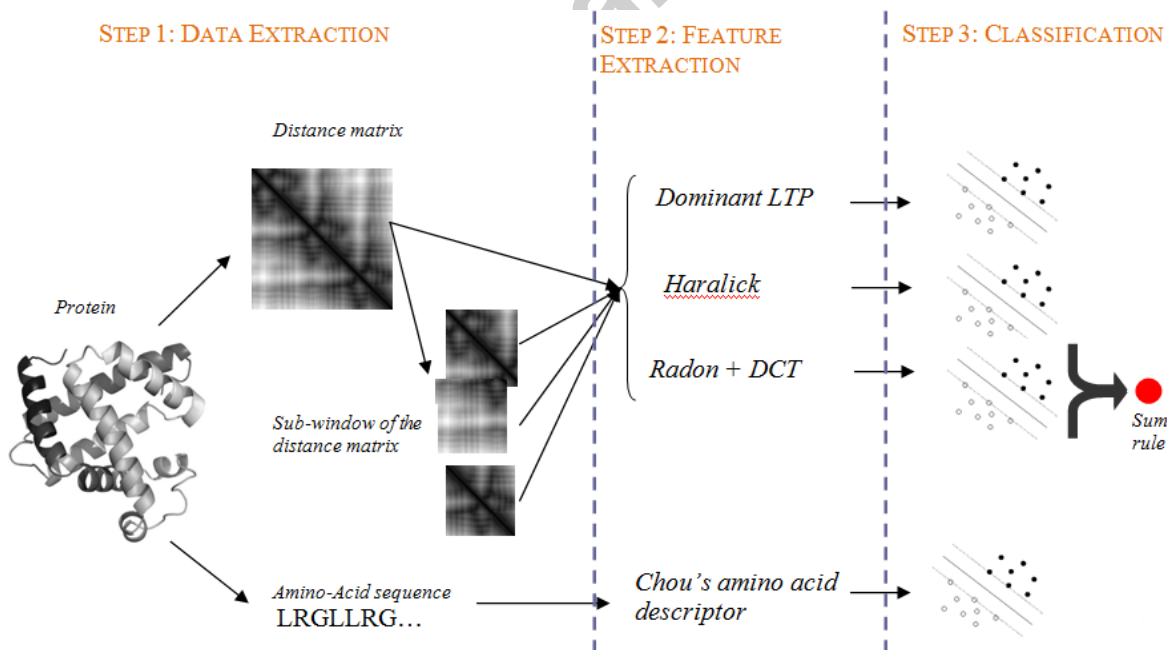 STEP 1: DATA EXTRACTION
STEP 2: FEATURE
EXTRACTION
STEP 3: CLASSIFICATION
Distance matrix
Dominant LTP
Haralick
Protein
Radon + DCT
Sub-window of the
distance matrix
Sum
rule
Amino-Acid sequence
LRGLLRG…
Chou's amino acid
descriptor